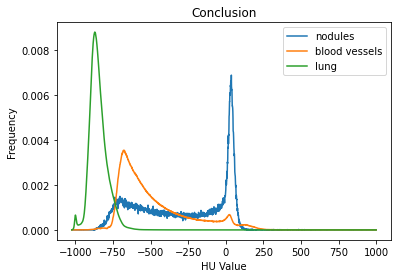 Conclusion
nodules
blood vessels
lung
Frequency
0.008
0.006
0.004
0.002
0.000
−1000 −750 −500 −250 0 250 500 750 1000
HU Value